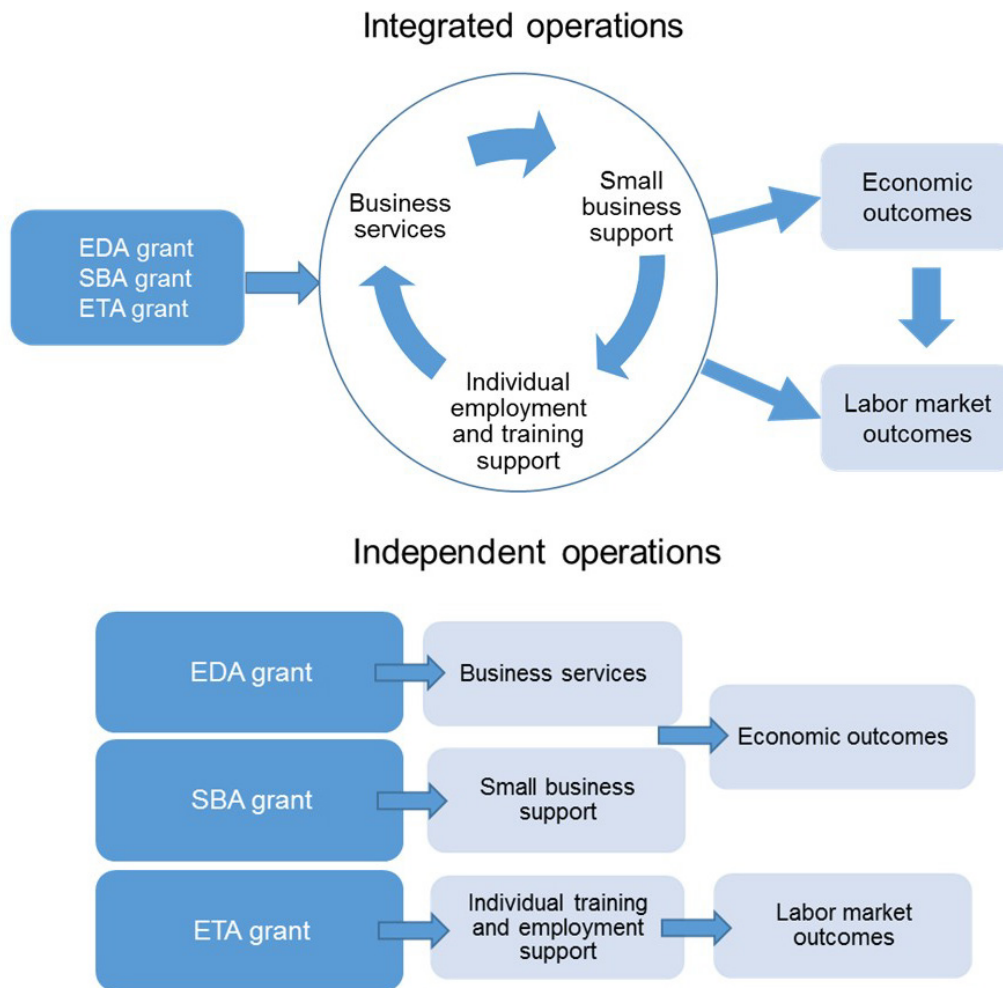 Integrated operations
EDA grant
SBA grant
ETA grant
Business
services
Small
business
support
Individual
employment
and training
support
Economic
outcomes
Labor market
outcomes
Independent operations
EDA grant
Business services
Economic outcomes
SBA grant
Small business
support
ETA grant
Individual training
and employment
support
Labor market
outcomes